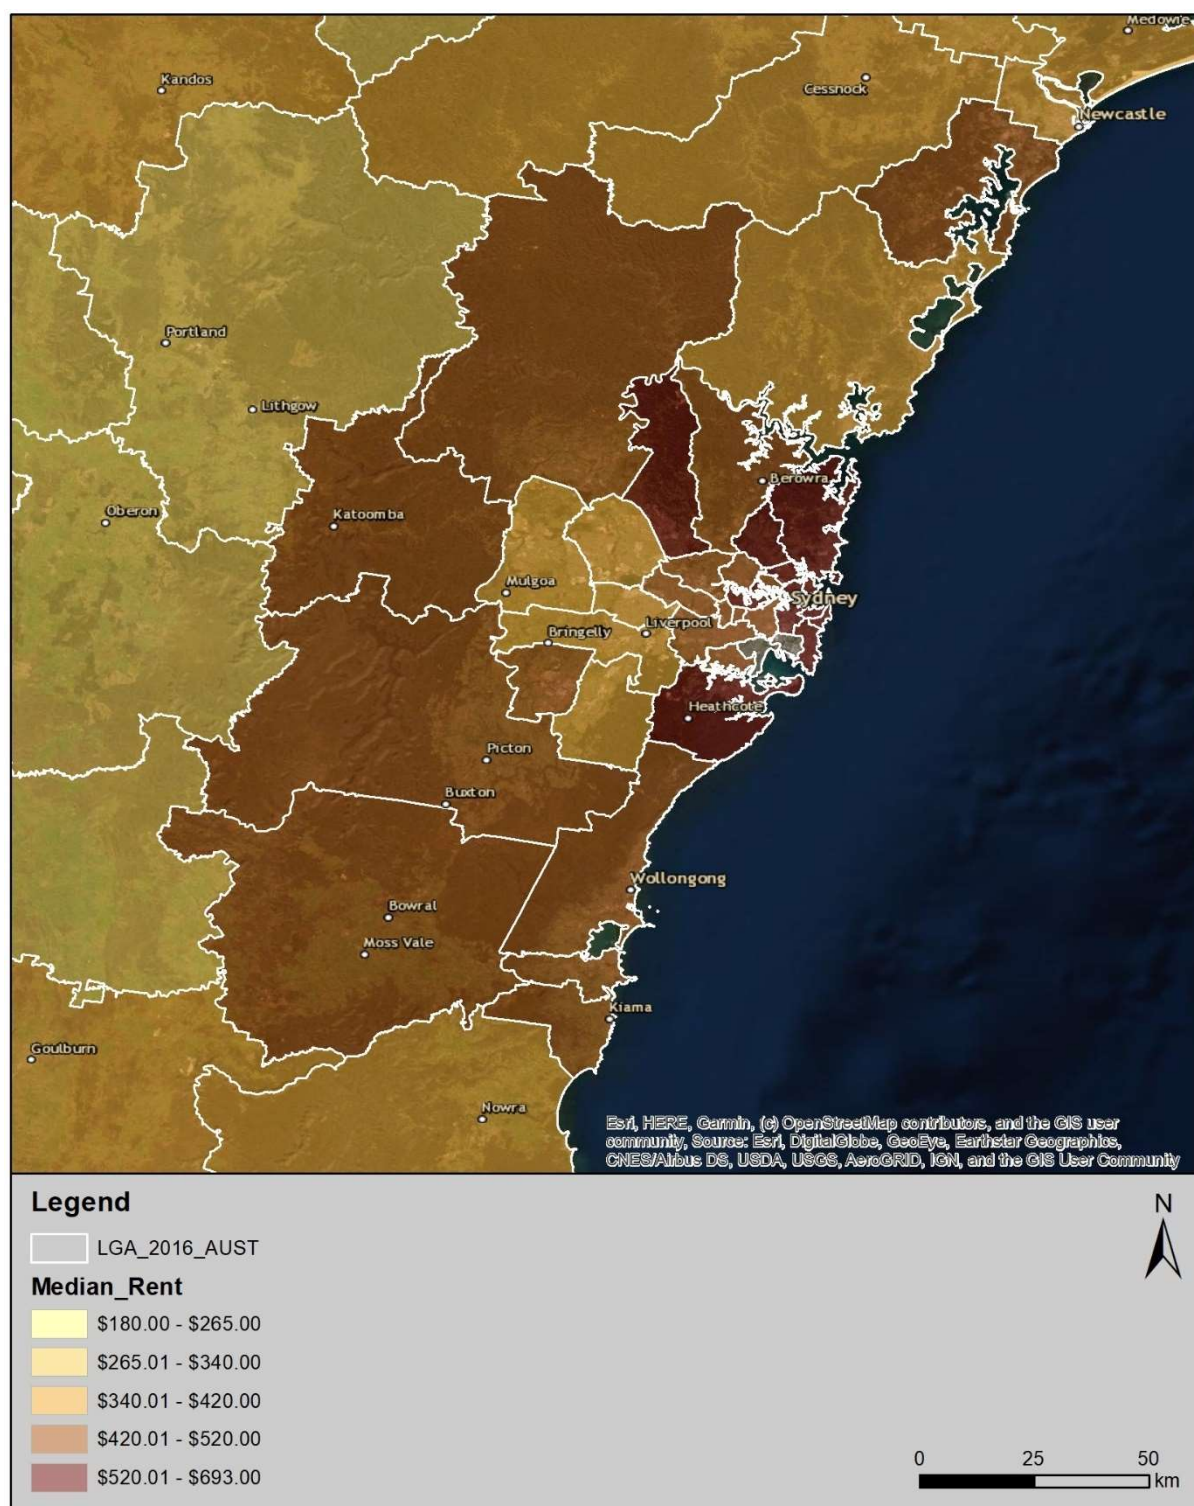 Medowie
Kandos
Cessnock
Newcastle
Portland
Lithgow
Berowra
Oberon
Katoomba
Mulgoa
Sydney
Liverpool
Bringelly
Heathcote
Picton
Buxton
Wollongong
Bowral
Moss Vale
Kiama
Goulburn
Nowra
Esri, HERE, Garmin, (c) OpenStreetMap contributors, and the GIS user
community, Source: Esri, DigitalGlobe, GeoEye, Earthstar Geographics,
CNES/Airbus DS, USDA, USGS, AeroGRID, IGN, and the GIS User Community
Legend
N
LGA_2016_AUST
Median_Rent
$180.00 - $265.00
$265.01 - $340.00
$340.01 - $420.00
$420.01 - $520.00
$520.01 - $693.00
0 25 50
km